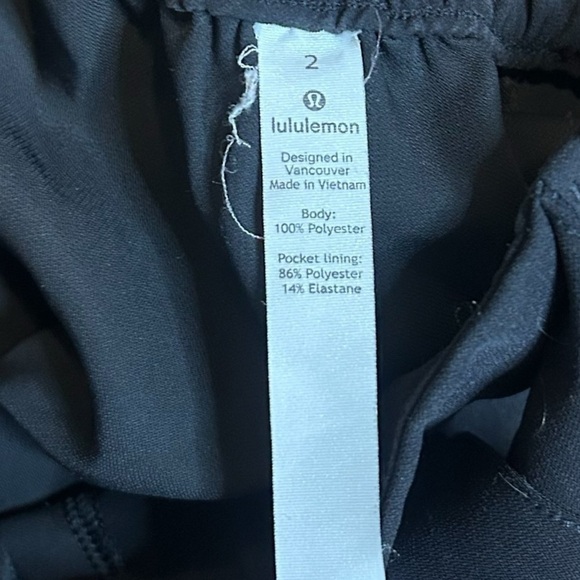 2
lululemon
Designed in
Vancouver
Made in Vietnam
Body:
100% Polyester
Pocket lining:
86% Polyester
14% Elastane